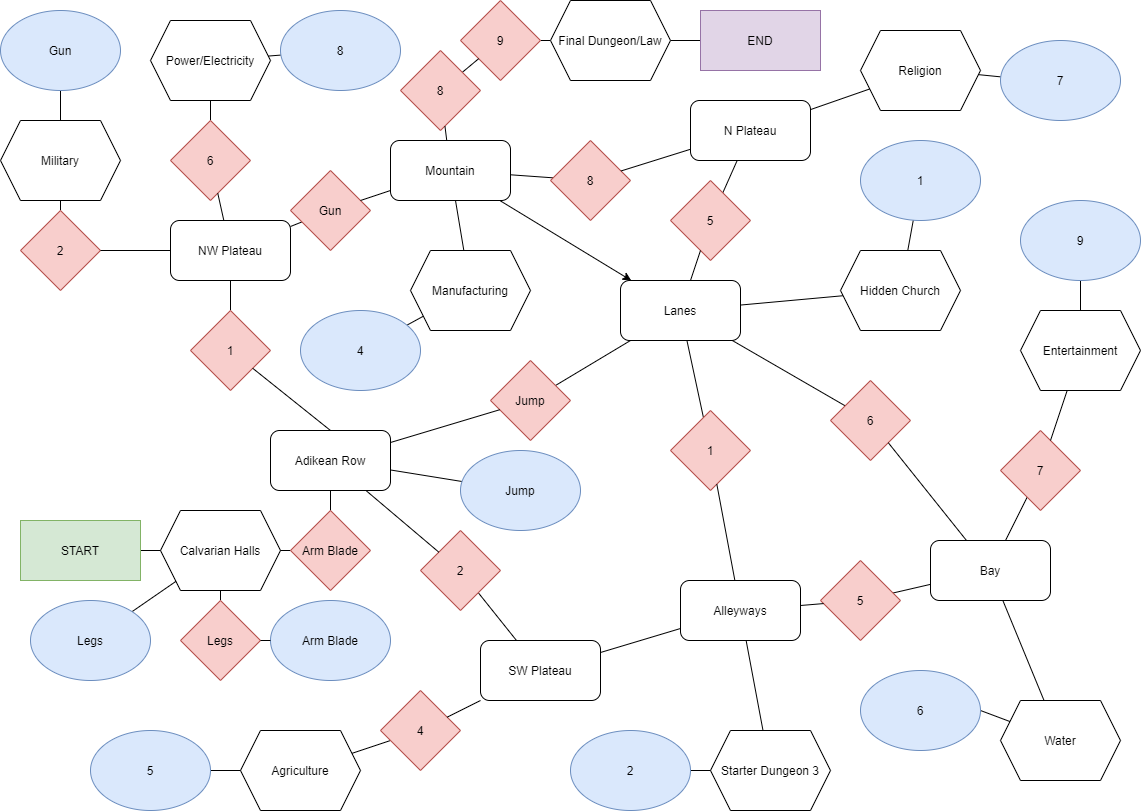 9
Final Dungeon/Law
END
Gun
Power/Electricity
8
Religion
7
8
N Plateau
Military
6
Mountain
8
1
Gun
5
2
NW Plateau
9
Manufacturing
Hidden Church
Lanes
1
4
Entertainment
Jump
6
1
Adikean Row
7
Jump
START
Calvarian Halls
Arm Blade
2
Bay
5
Alleyways
Legs
Legs
Arm Blade
SW Plateau
6
4
Water
5
Agriculture
2
Starter Dungeon 3